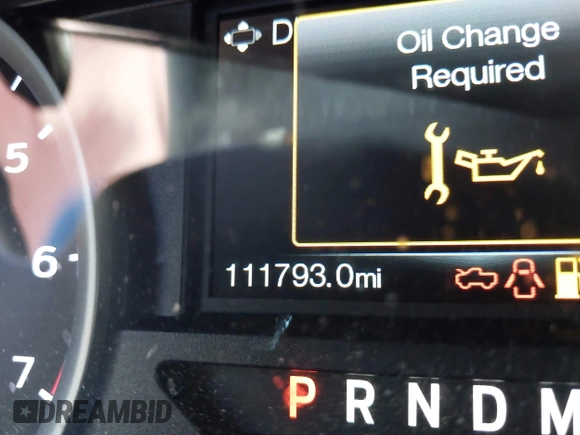 D
Oil Change
Required
5
6
7
111793.0mi
P R N D M
DREAMBID